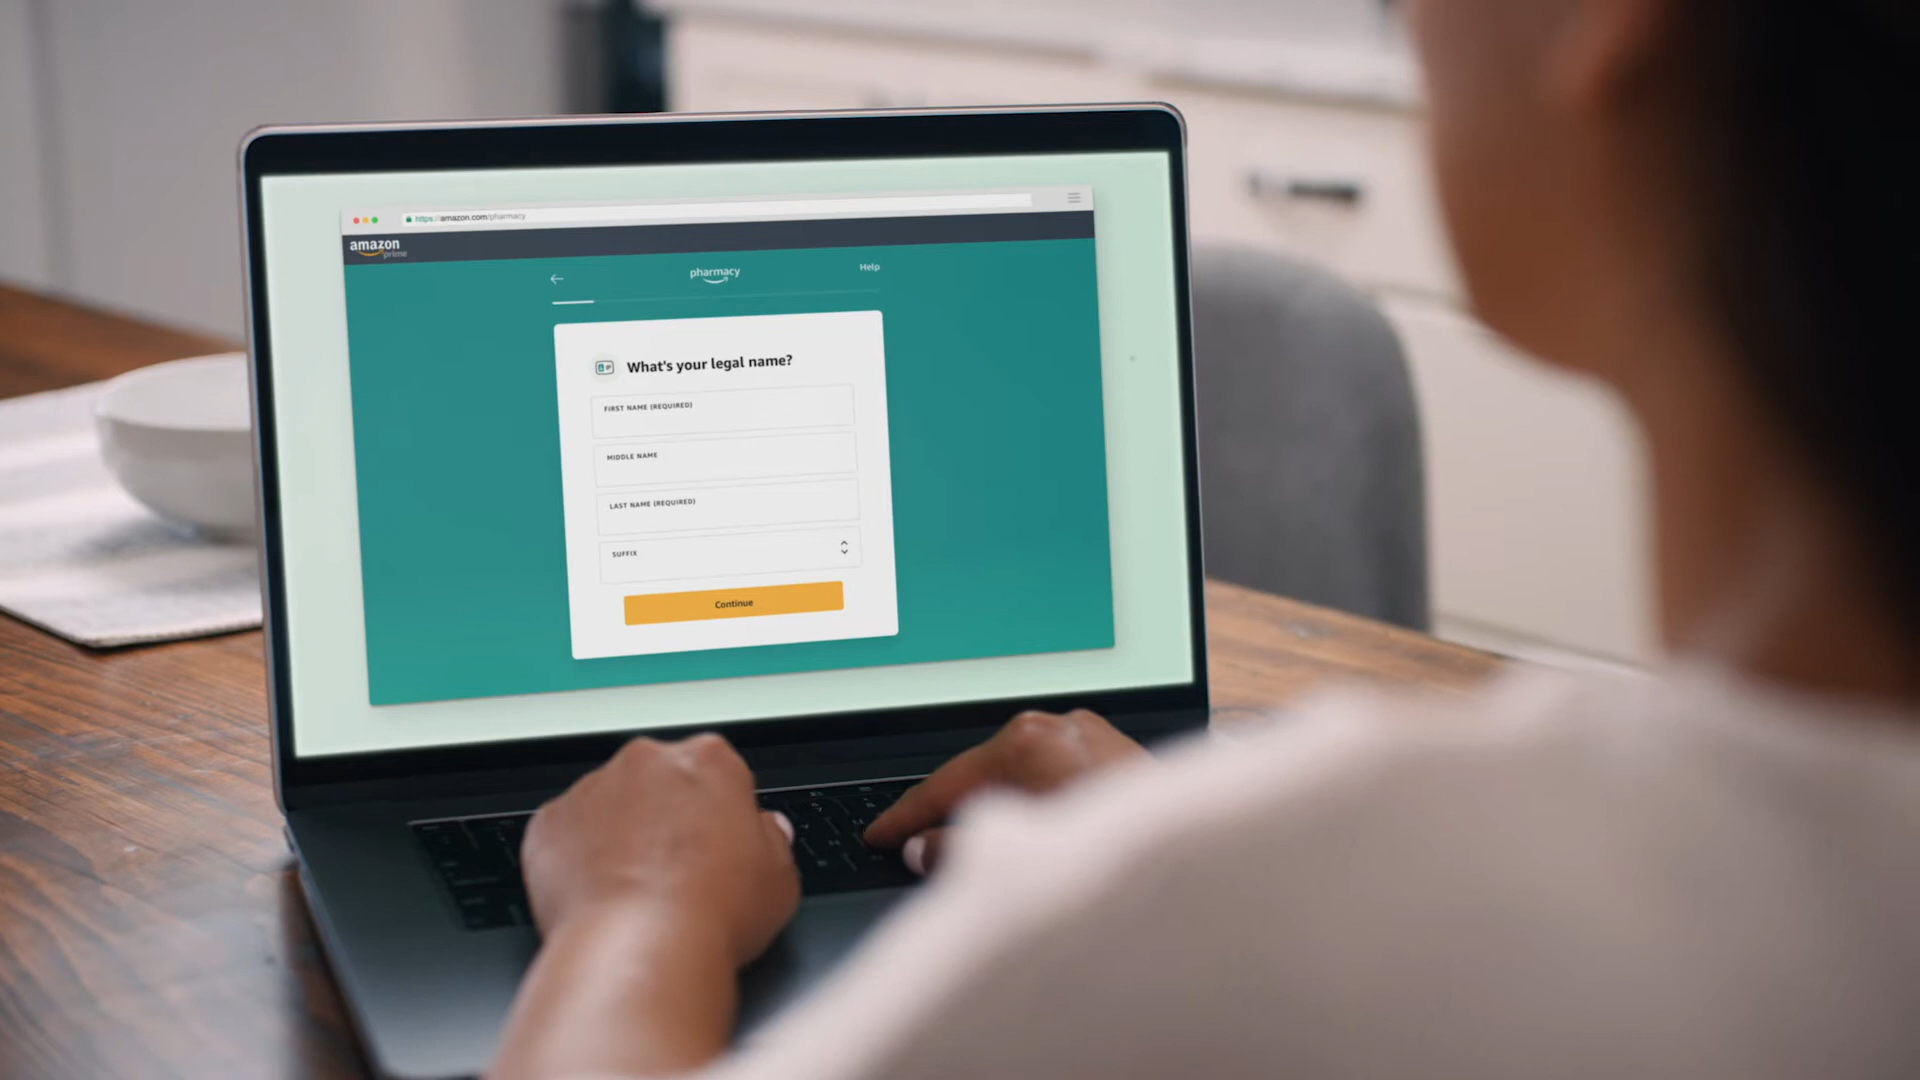 https://amazon.com/pharmacy
amazon
prime
pharmacy
Help
What's your legal name?
FIRST NAME (REQUIRED)
MIDDLE NAME
LAST NAME (REQUIRED)
SUFFIX
Continue